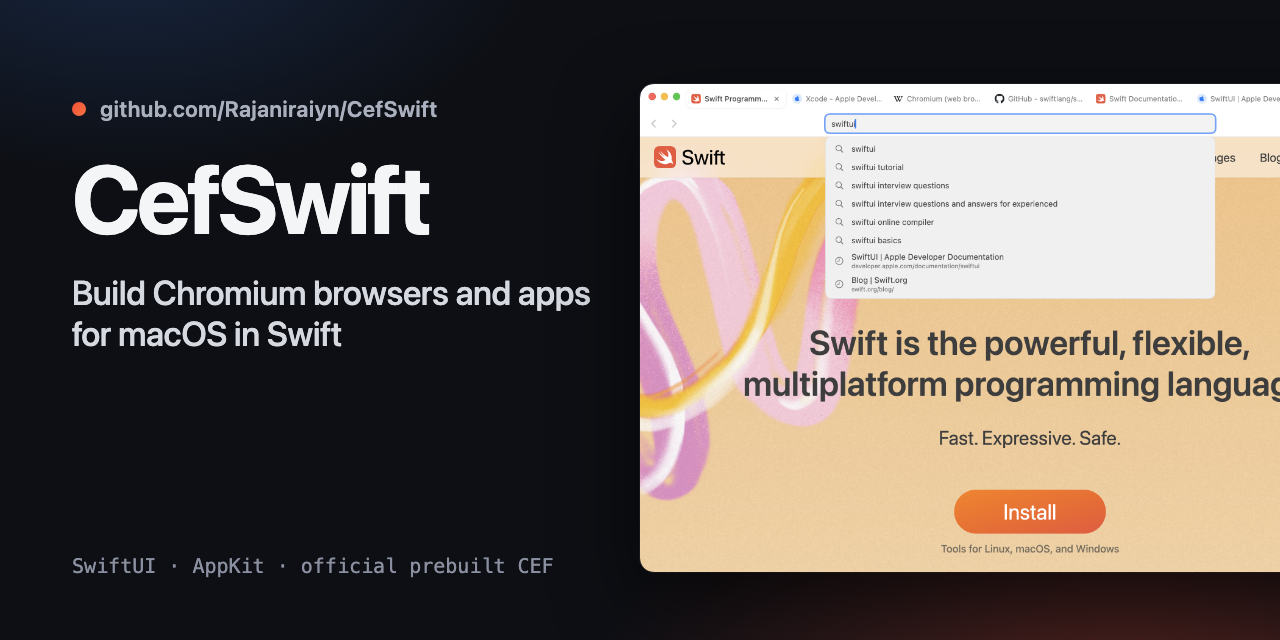 github.com/Rajaniraiyn/CefSwift
CefSwift
Build Chromium browsers and apps
for macOS in Swift
SwiftUI · AppKit · official prebuilt CEF
Swift Programm...
Xcode - Apple Devel...
Chromium (web bro...
GitHub - swiftlang/s...
Swift Documentatio...
SwiftUI | Apple Deve
swiftui
Swift
swiftui
swiftui tutorial
swiftui interview questions
swiftui interview questions and answers for experienced
swiftui online compiler
swiftui basics
SwiftUI | Apple Developer Documentation
developer.apple.com/documentation/swiftui
Blog | Swift.org
swift.org/blog/
Swift is the powerful, flexible,
multiplatform programming languag
Fast. Expressive. Safe.
Install
Tools for Linux, macOS, and Windows